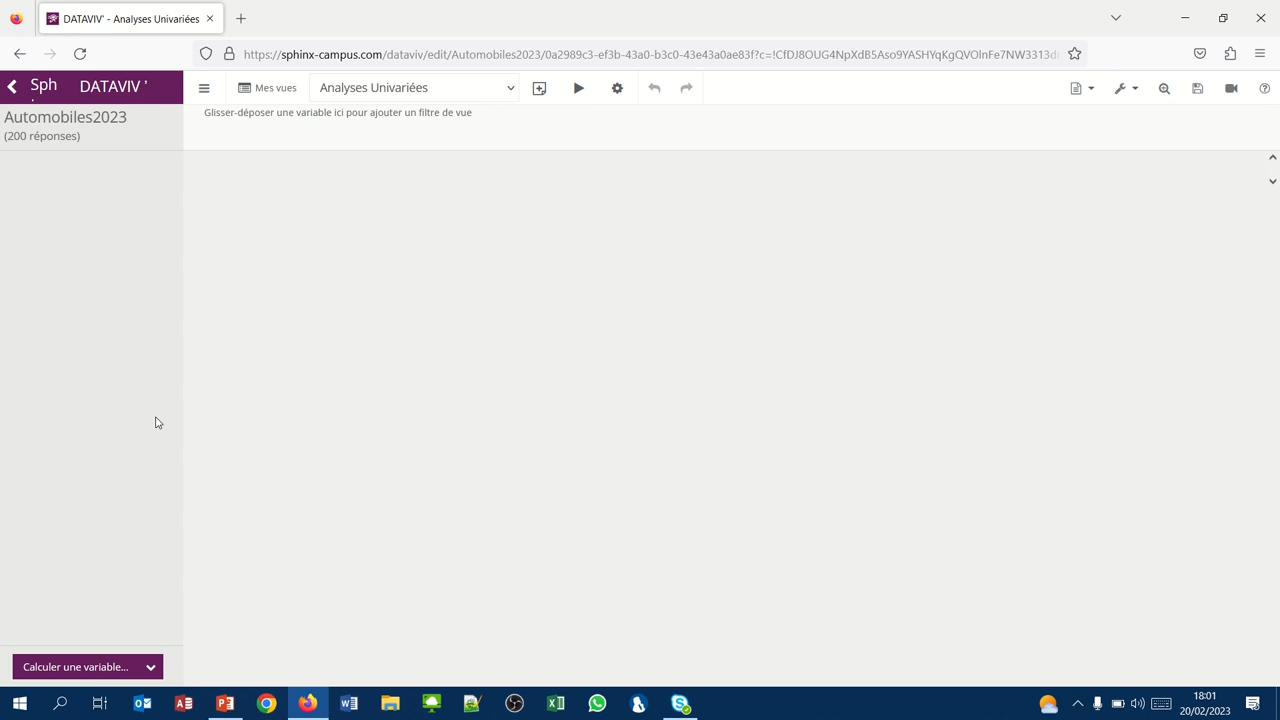 DATAVIV' - Analyses Univariées
https://sphinx-campus.com/dataviv/edit/Automobiles2023/0a2989c3-ef3b-43a0-b3c0-43e43a0ae83f?c=!CfDJ8OUG4NpXdB5Aso9YASHYqKgQVOlnFe7NW3313d
Sph
DATAVIV '
Mes vues
Analyses Univariées
Automobiles2023
(200 réponses)
Glisser-déposer une variable ici pour ajouter un filtre de vue
Calculer une variable...
18:01
20/02/2023